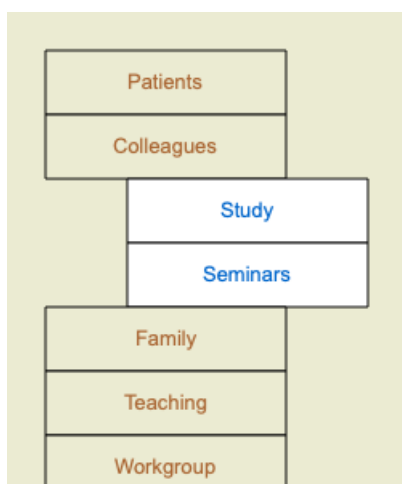 Patients
Colleagues
Study
Seminars
Family
Teaching
Workgroup